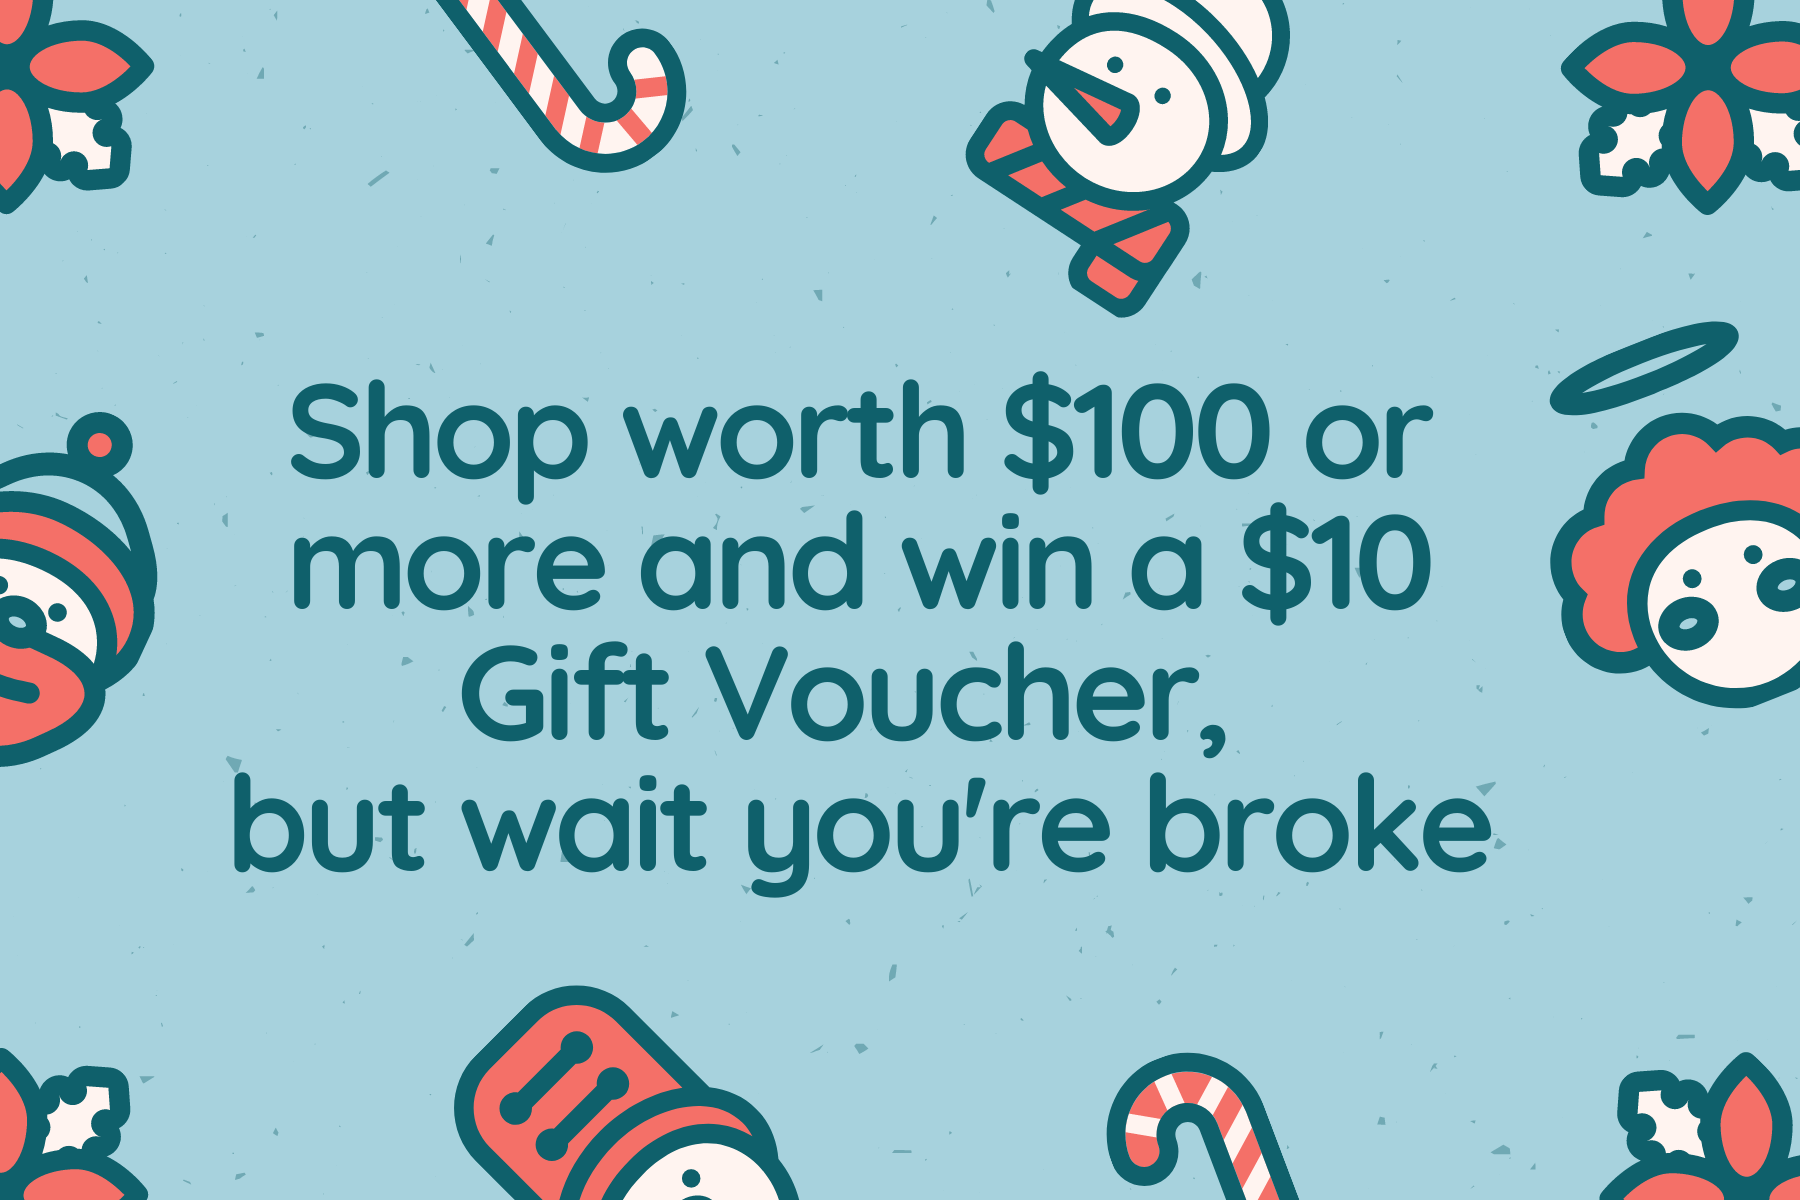 Shop worth $100 or
more and win a $10
Gift Voucher,
but wait you're broke